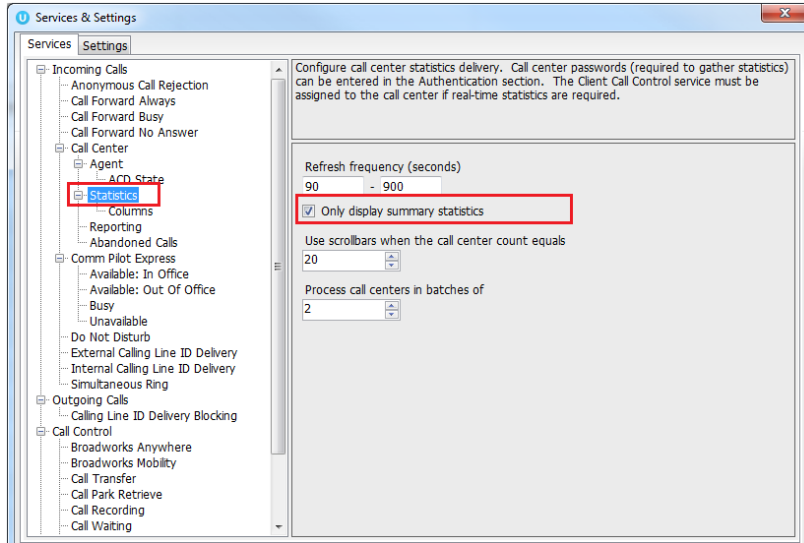 Services & Settings
Services Settings
Incoming Calls
Anonymous Call Rejection
Call Forward Always
Call Forward Busy
Call Forward No Answer
Call Center
Agent
ACD State
Statistics
Columns
Reporting
Abandoned Calls
Comm Pilot Express
Available: In Office
Available: Out Of Office
Busy
Unavailable
Do Not Disturb
External Calling Line ID Delivery
Internal Calling Line ID Delivery
Simultaneous Ring
Outgoing Calls
Calling Line ID Delivery Blocking
Call Control
Broadworks Anywhere
Broadworks Mobility
Call Transfer
Call Park Retrieve
Call Recording
Call Waiting
Configure call center statistics delivery. Call center passwords (required to gather statistics)
can be entered in the Authentication section. The Client Call Control service must be
assigned to the call center if real-time statistics are required.
Refresh frequency (seconds)
90 - 900
Only display summary statistics
Use scrollbars when the call center count equals
20
Process call centers in batches of
2